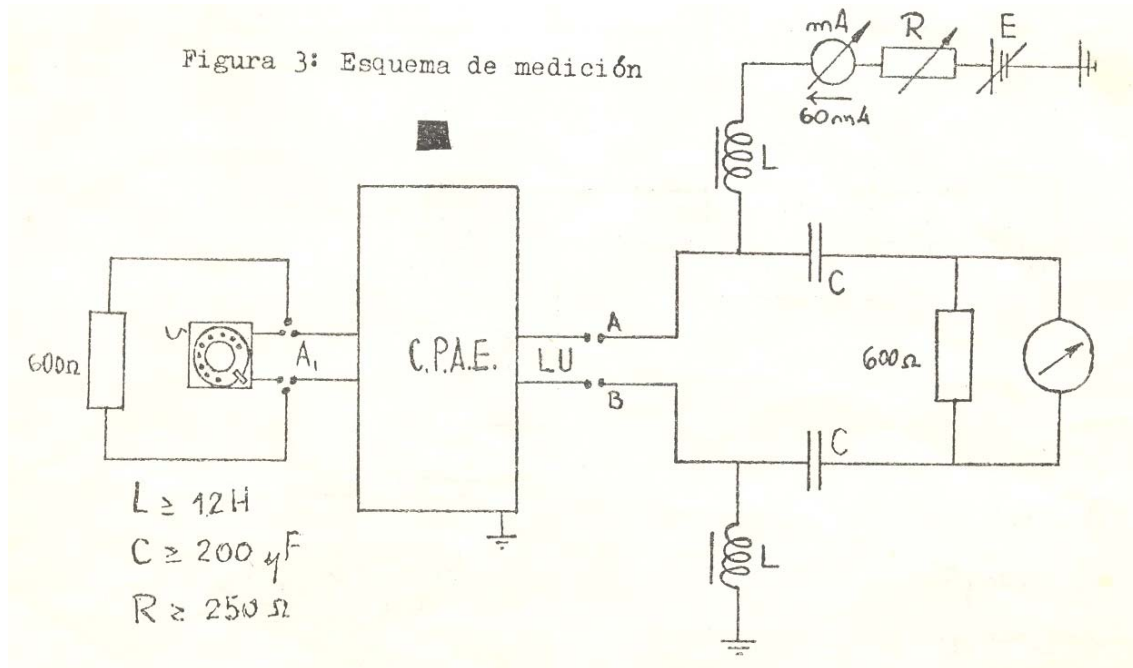 Figura 3: Esquema de medición
mA
R
E
60mA
L
C
600Ω
A₁
C.P.A.E.
LU
A
B
600Ω
C
L
L ≥ 12H
C ≥ 200 µF
R ≥ 250 Ω